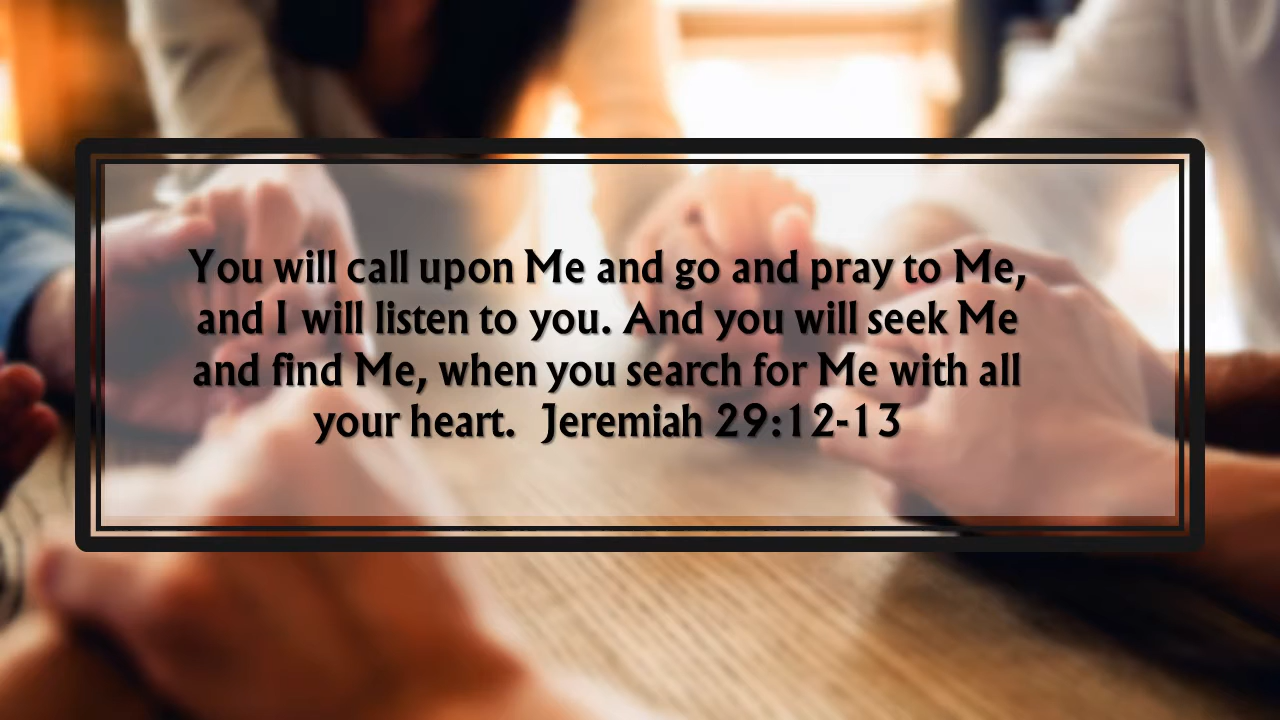 You will call upon Me and go and pray to Me,
and I will listen to you. And you will seek Me
and find Me, when you search for Me with all
your heart.  Jeremiah 29:12-13